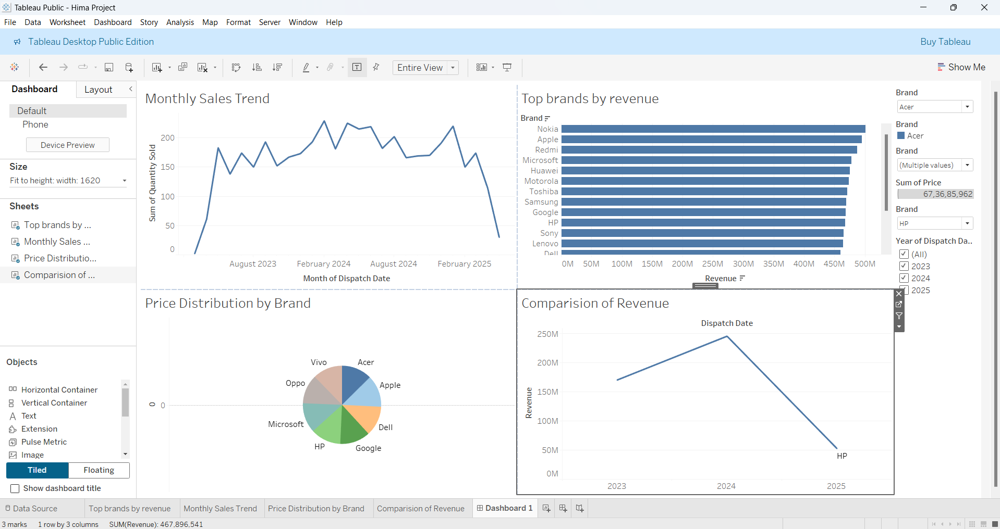 Tableau Public - Hima Project
File Data Worksheet Dashboard Story Analysis Map Format Server Window Help
Tableau Desktop Public Edition
Buy Tableau
Entire View
Show Me
Dashboard
Layout
Default
Phone
Device Preview
Size
Fit to height: width: 1620
Sheets
Top brands by ...
Monthly Sales ...
Price Distributio...
Comparision of ...
Objects
Horizontal Container
Vertical Container
Text
Extension
Pulse Metric
Image
Tiled
Floating
Show dashboard title
Monthly Sales Trend
Sum of Quantity Sold
200
150
100
50
0
August 2023 February 2024 August 2024 February 2025
Month of Dispatch Date
Top brands by revenue
Brand
Nokia
Apple
Redmi
Microsoft
Huawei
Motorola
Toshiba
Samsung
Google
HP
Sony
Lenovo
Dell
0M 50M 100M 150M 200M 250M 300M 350M 400M 450M 500M
Revenue
Brand
Acer
Brand
Acer
Brand
(Multiple values)
Sum of Price
67,36,85,962
Brand
HP
Year of Dispatch Da..
(All)
2023
2024
2025
Price Distribution by Brand
0
0
Vivo
Acer
Oppo
Apple
Microsoft
Dell
HP
Google
Comparision of Revenue
Dispatch Date
Revenue
250M
200M
150M
100M
50M
0M
HP
2023 2024 2025
Data Source
Top brands by revenue
Monthly Sales Trend
Price Distribution by Brand
Comparision of Revenue
Dashboard 1
3 marks 1 row by 3 columns SUM(Revenue): 467,896,541